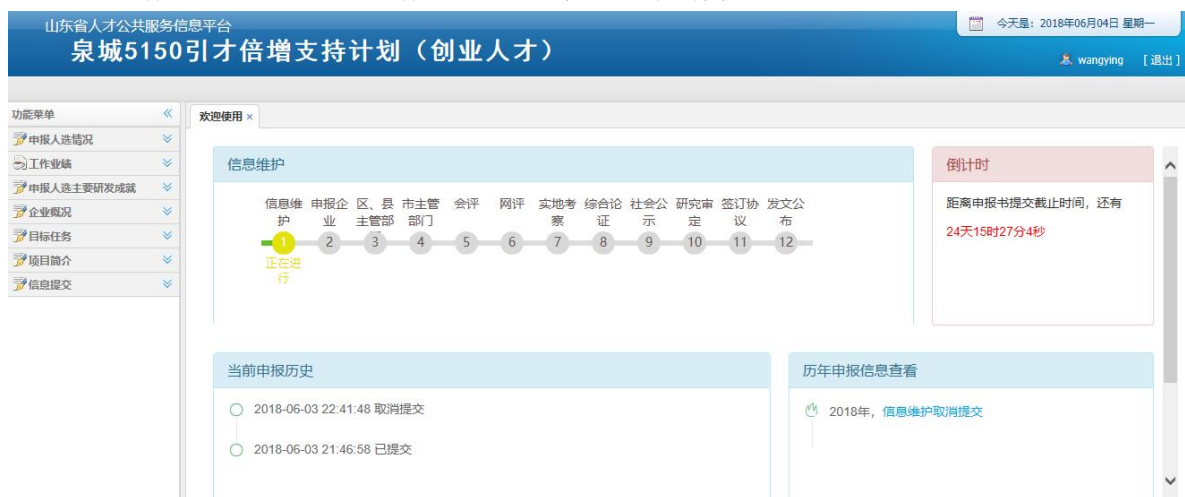 山东省人才公共服务信息平台
今天是：2018年06月04日 星期一
泉城5150引才倍增支持计划（创业人才）
wangying [退出]
功能菜单
欢迎使用 ×
申报人选情况
工作业绩
申报人选主要研发成就
企业概况
目标任务
项目简介
信息提交
信息维护
信息维护
申报企业
区、县主管部
市主管部门
会评
网评
实地考察
综合论证
社会公示
研究审定
签订协议
发文公布
1 2 3 4 5 6 7 8 9 10 11 12
正在进行
倒计时
距离申报书提交截止时间，还有
24天15时27分4秒
当前申报历史
2018-06-03 22:41:48 取消提交
2018-06-03 21:46:58 已提交
历年申报信息查看
2018年，信息维护取消提交